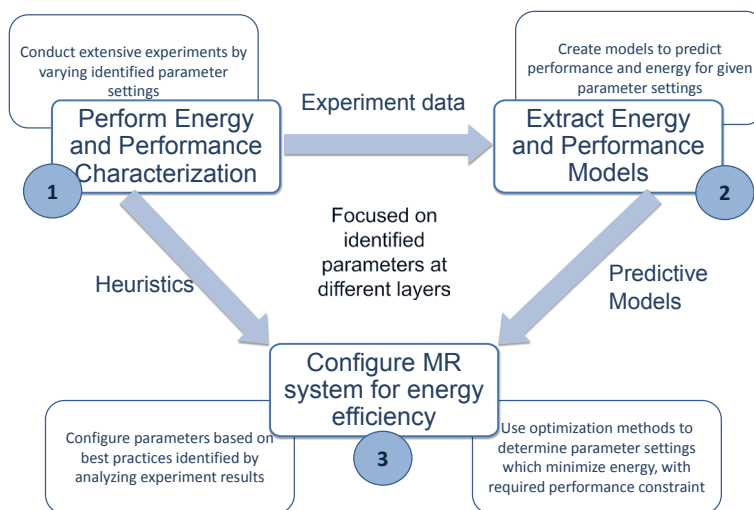 Conduct extensive experiments by
varying identified parameter
settings
Create models to predict
performance and energy for given
parameter settings
Perform Energy
and Performance
Characterization
1
Experiment data
Extract Energy
and Performance
Models
2
Focused on
identified
parameters at
different layers
Heuristics
Predictive
Models
Configure MR
system for energy
efficiency
3
Configure parameters based on
best practices identified by
analyzing experiment results
Use optimization methods to
determine parameter settings
which minimize energy, with
required performance constraint